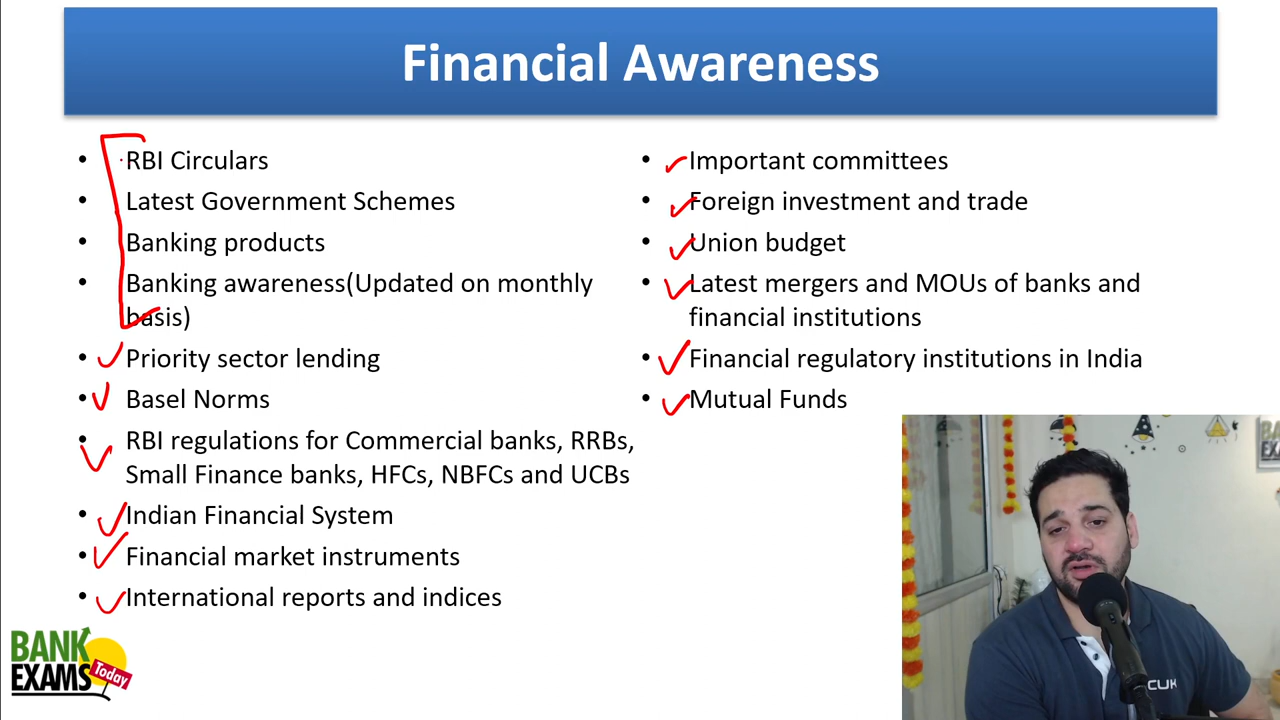 Financial Awareness
• RBI Circulars
• Latest Government Schemes
• Banking products
• Banking awareness(Updated on monthly
basis)
• Priority sector lending
• Basel Norms
• RBI regulations for Commercial banks, RRBs,
Small Finance banks, HFCs, NBFCs and UCBs
• Indian Financial System
• Financial market instruments
• International reports and indices
• Important committees
• Foreign investment and trade
• Union budget
• Latest mergers and MOUs of banks and
financial institutions
• Financial regulatory institutions in India
• Mutual Funds
BANK
EXAMS
Today
CUK